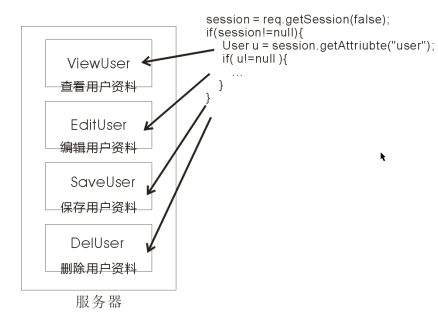 session = req.getSession(false);
if(session!=null){
User u = session.getAttriubte("user");
if( u!=null ){
...
}
}
ViewUser
查看用户资料
EditUser
编辑用户资料
SaveUser
保存用户资料
DelUser
删除用户资料
服务器